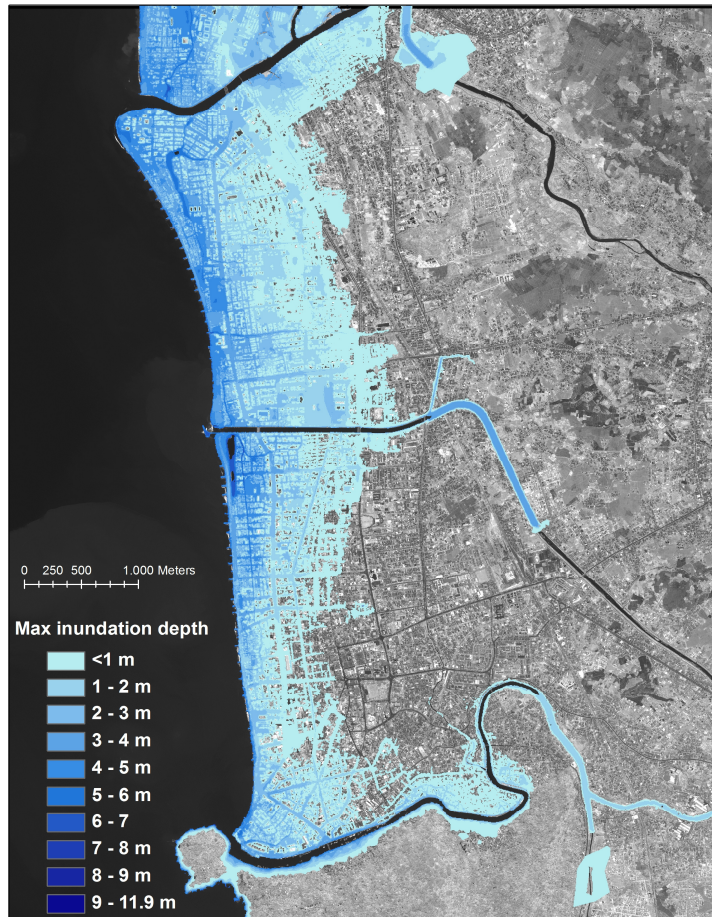 0 250 500 1.000 Meters
Max inundation depth
<1 m
1 - 2 m
2 - 3 m
3 - 4 m
4 - 5 m
5 - 6 m
6 - 7
7 - 8 m
8 - 9 m
9 - 11.9 m